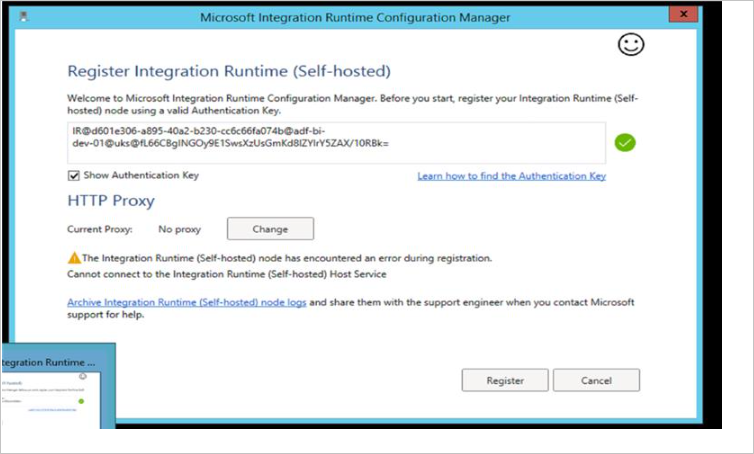 Microsoft Integration Runtime Configuration Manager
x
Register Integration Runtime (Self-hosted)
Welcome to Microsoft Integration Runtime Configuration Manager. Before you start, register your Integration Runtime (Self-
hosted) node using a valid Authentication Key.
IR@d601e306-a895-40a2-b230-cc6c66fa074b@adf-bi-
dev-01@uks@fL66CBgINGOy9E1SwsXzUsGmKd8IZYIrY5ZAX/10RBk=
Show Authentication Key
Learn how to find the Authentication Key
HTTP Proxy
Current Proxy: No proxy Change
The Integration Runtime (Self-hosted) node has encountered an error during registration.
Cannot connect to the Integration Runtime (Self-hosted) Host Service
Archive Integration Runtime (Self-hosted) node logs and share them with the support engineer when you contact Microsoft
support for help.
tegration Runtime ...
Register Cancel